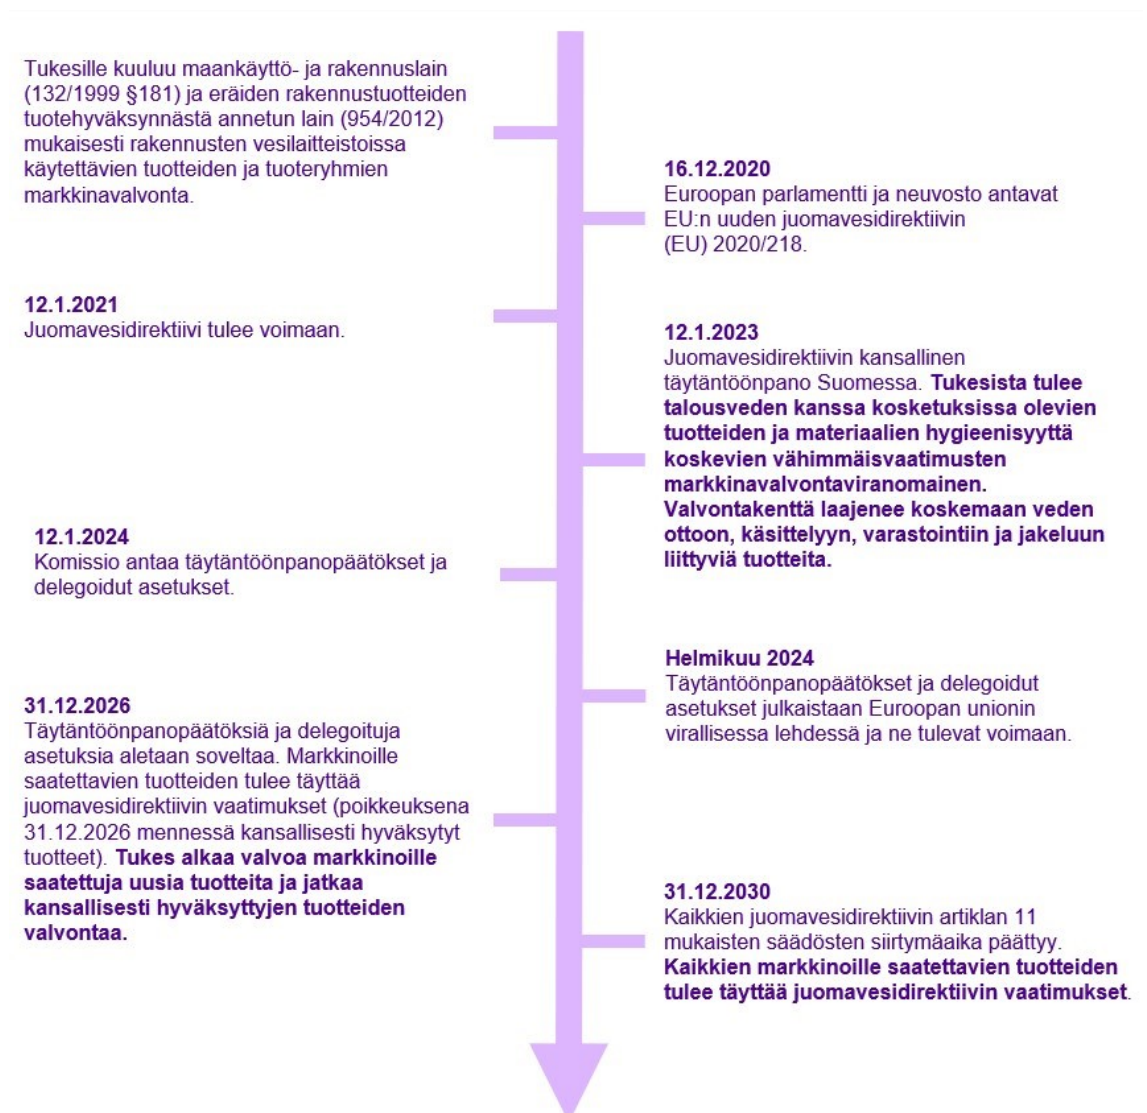 Tukesille kuuluu maankäyttö- ja rakennuslain
(132/1999 §181) ja eräiden rakennustuotteiden
tuotehyväksynnästä annetun lain (954/2012)
mukaisesti rakennusten vesilaitteistoissa
käytettävien tuotteiden ja tuoteryhmien
markkinavalvonta.
16.12.2020
Euroopan parlamentti ja neuvosto antavat
EU:n uuden juomavesidirektiivin
(EU) 2020/218.
12.1.2021
Juomavesidirektiivi tulee voimaan.
12.1.2023
Juomavesidirektiivin kansallinen
täytäntöönpano Suomessa. Tukesista tulee
talousveden kanssa kosketuksissa olevien
tuotteiden ja materiaalien hygieenisyyttä
koskevien vähimmäisvaatimusten
markkinavalvontaviranomainen.
Valvontakenttä laajenee koskemaan veden
ottoon, käsittelyyn, varastointiin ja jakeluun
liittyviä tuotteita.
12.1.2024
Komissio antaa täytäntöönpanopäätökset ja
delegoidut asetukset.
Helmikuu 2024
Täytäntöönpanopäätökset ja delegoidut
asetukset julkaistaan Euroopan unionin
virallisessa lehdessä ja ne tulevat voimaan.
31.12.2026
Täytäntöönpanopäätöksiä ja delegoituja
asetuksia aletaan soveltaa. Markkinoille
saatettavien tuotteiden tulee täyttää
juomavesidirektiivin vaatimukset (poikkeuksena
31.12.2026 mennessä kansallisesti hyväksytyt
tuotteet). Tukes alkaa valvoa markkinoille
saatettuja uusia tuotteita ja jatkaa
kansallisesti hyväksyttyjen tuotteiden
valvontaa.
31.12.2030
Kaikkien juomavesidirektiivin artiklan 11
mukaisten säädösten siirtymäaika päättyy.
Kaikkien markkinoille saatettavien tuotteiden
tulee täyttää juomavesidirektiivin vaatimukset.